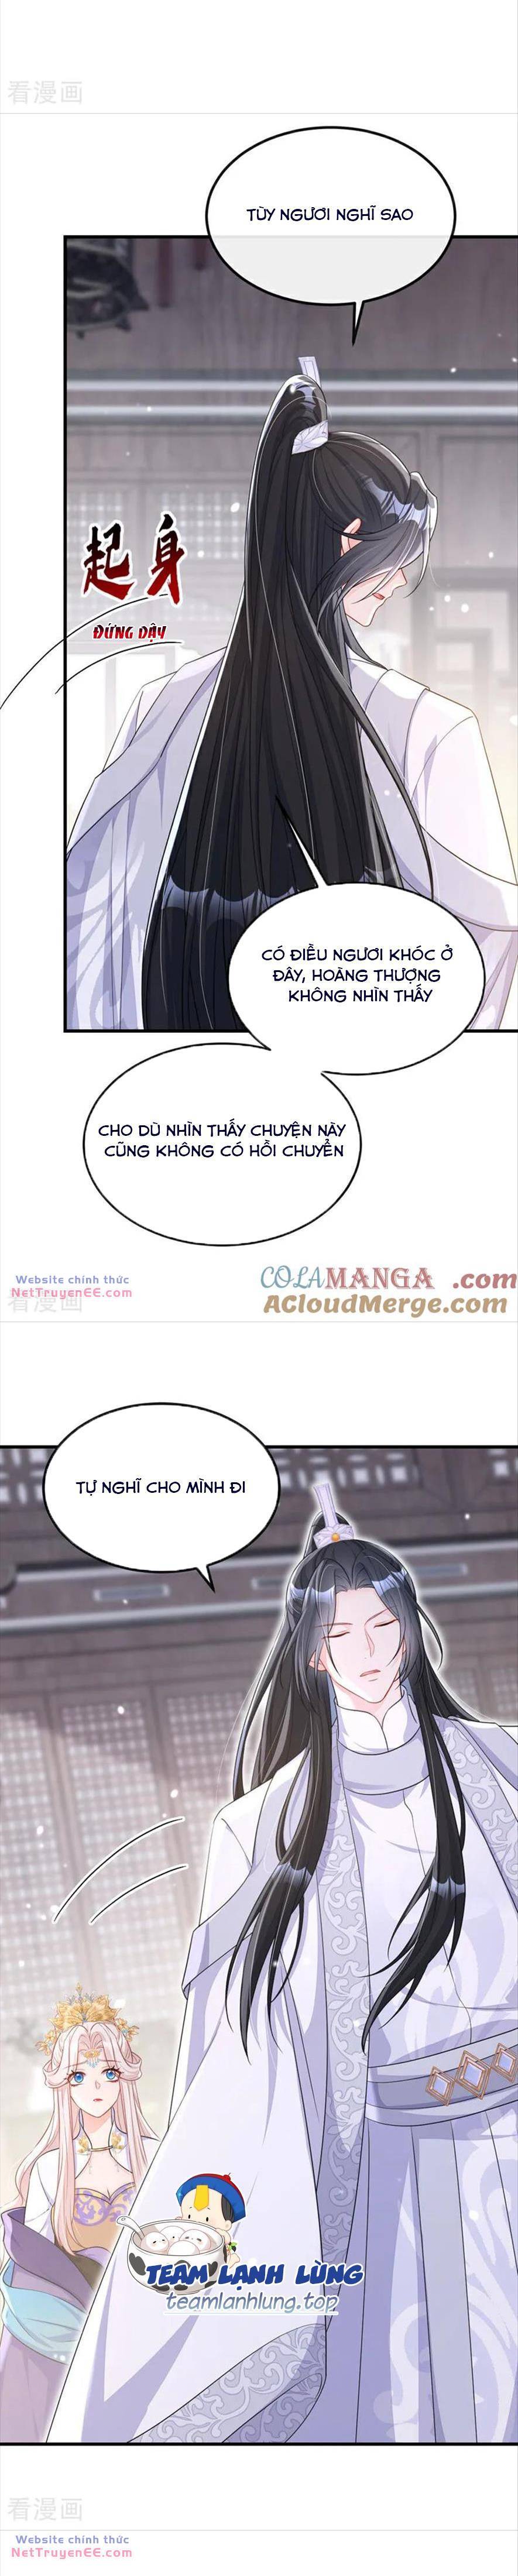 看漫画
TÙY NGƯƠI NGHĨ SAO
起身
ĐỨNG DẬY
CÓ ĐIỀU NGƯƠI KHÓC Ở
ĐÂY, HOÀNG THƯỢNG
KHÔNG NHÌN THẤY
CHO DÙ NHÌN THẤY CHUYỆN NÀY
CŨNG KHÔNG CÓ HỒI CHUYỂN
Website chính thức
NetTruyenEE.com
看漫画
COLAMANGA .com
ACloudMerge.com
TỰ NGHĨ CHO MÌNH ĐI
TEAM LẠNH LÙNG
teamlanhlung.top
看漫画
Website chính thức
NetTruyenEE.com